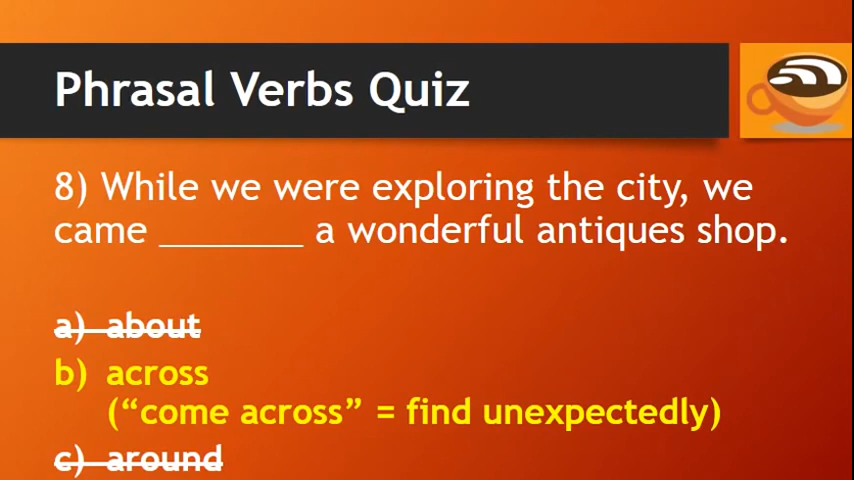 Phrasal Verbs Quiz
8) While we were exploring the city, we
came _______ a wonderful antiques shop.
a) about
b) across
(“come across” = find unexpectedly)
c) around